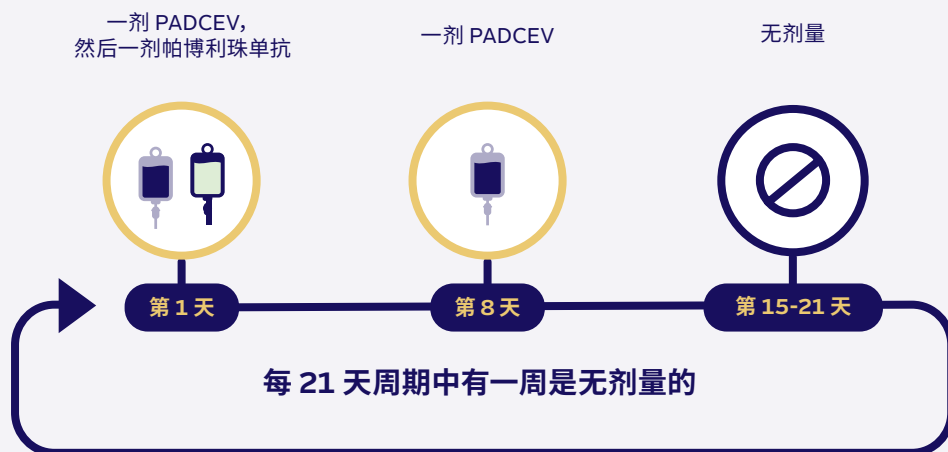 一剂 PADCEV,
然后一剂帕博利珠单抗
一剂 PADCEV
无剂量
第 1 天
第 8 天
第 15-21 天
每 21 天周期中有一周是无剂量的